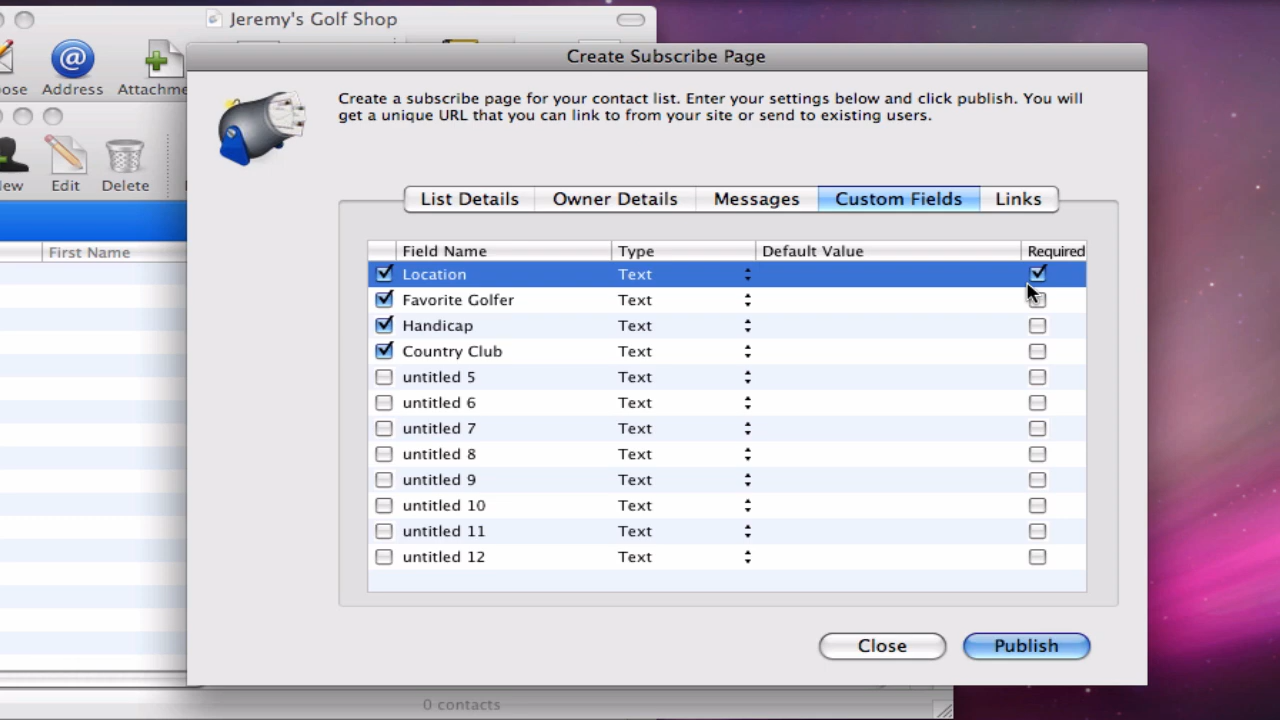 Jeremy's Golf Shop
Address
Create Subscribe Page
Create a subscribe page for your contact list. Enter your settings below and click publish. You will
get a unique URL that you can link to from your site or send to existing users.
Edit Delete
List Details Owner Details Messages Custom Fields Links
First Name
Field Name Type Default Value Required
Location Text
Favorite Golfer Text
Handicap Text
Country Club Text
untitled 5 Text
untitled 6 Text
untitled 7 Text
untitled 8 Text
untitled 9 Text
untitled 10 Text
untitled 11 Text
untitled 12 Text
Close Publish
0 contacts